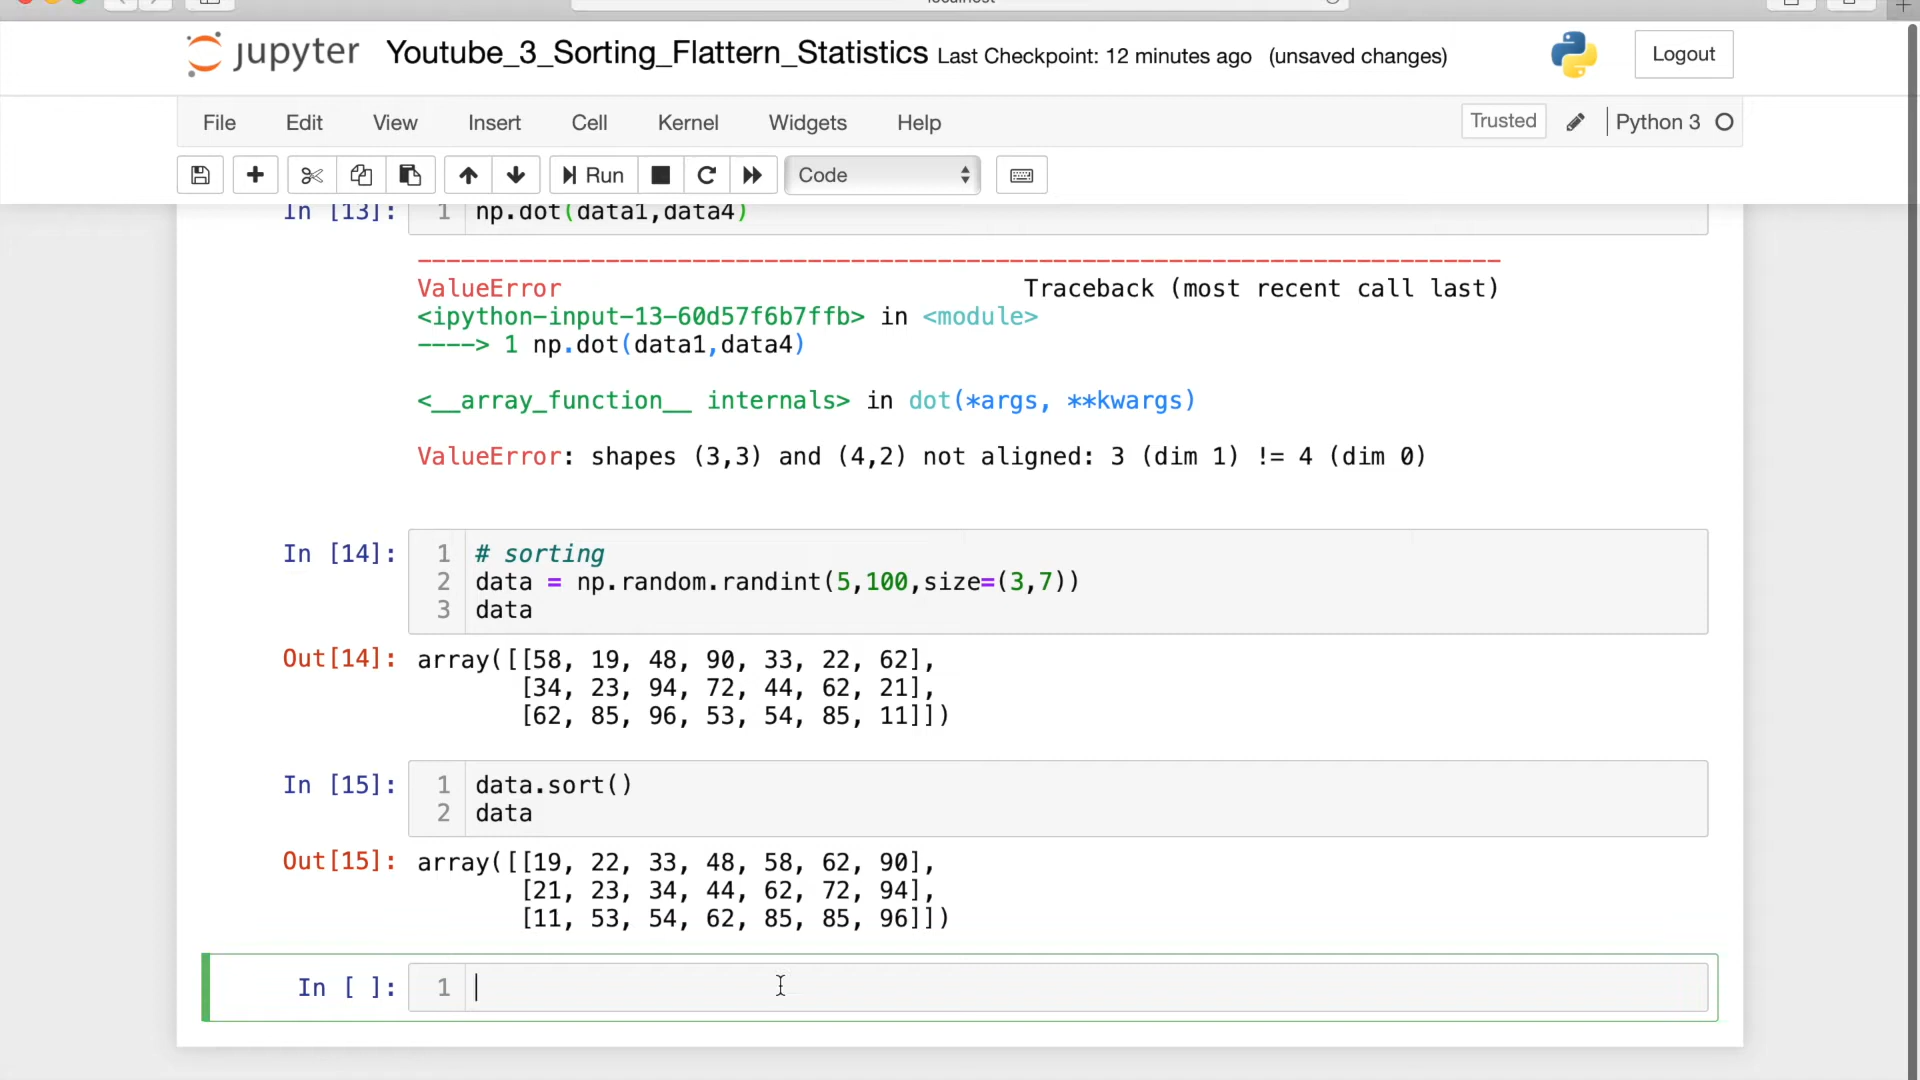 jupyter Youtube_3_Sorting_Flattern_Statistics Last Checkpoint: 12 minutes ago (unsaved changes) Logout
File Edit View Insert Cell Kernel Widgets Help Trusted Python 3
Run Code
In [13]: 1 np.dot(data1,data4)
ValueError Traceback (most recent call last)
<ipython-input-13-60d57f6b7ffb> in <module>
----> 1 np.dot(data1,data4)
<__array_function__ internals> in dot(*args, **kwargs)
ValueError: shapes (3,3) and (4,2) not aligned: 3 (dim 1) != 4 (dim 0)
In [14]: 1 # sorting
2 data = np.random.randint(5,100,size=(3,7))
3 data
Out[14]: array([[58, 19, 48, 90, 33, 22, 62],
[34, 23, 94, 72, 44, 62, 21],
[62, 85, 96, 53, 54, 85, 11]])
In [15]: 1 data.sort()
2 data
Out[15]: array([[19, 22, 33, 48, 58, 62, 90],
[21, 23, 34, 44, 62, 72, 94],
[11, 53, 54, 62, 85, 85, 96]])
In [ ]: 1